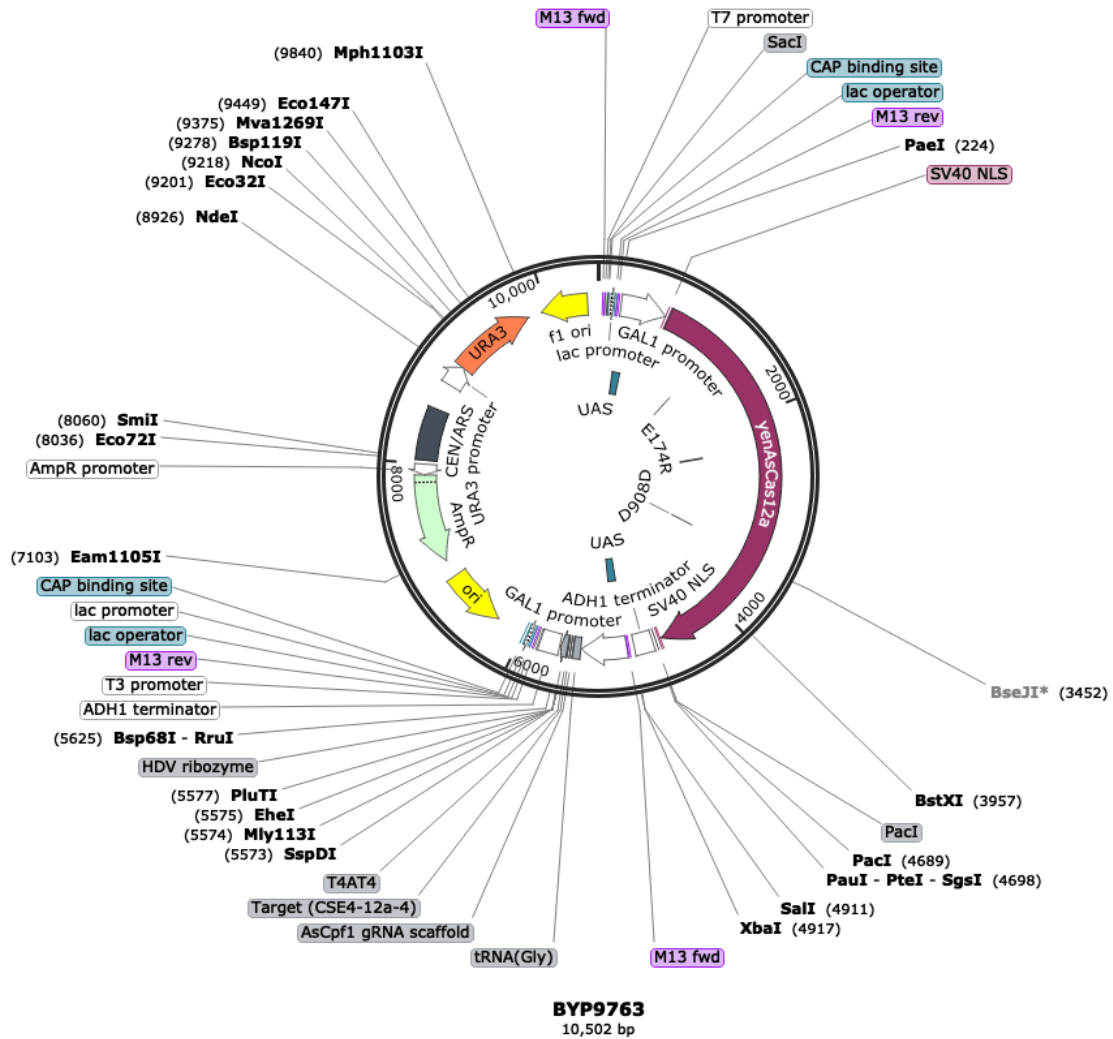 M13 fwd
T7 promoter
SacI
CAP binding site
lac operator
M13 rev
PaeI (224)
SV40 NLS
(9840) Mph1103I
(9449) Eco147I
(9375) Mva1269I
(9278) Bsp119I
(9218) NcoI
(9201) Eco32I
(8926) NdeI
(8060) SmiI
(8036) Eco72I
AmpR promoter
(7103) Eam1105I
CAP binding site
lac promoter
lac operator
M13 rev
T3 promoter
ADH1 terminator
(5625) Bsp68I - RruI
HDV ribozyme
(5577) PluTI
(5575) EheI
(5574) Mly113I
(5573) SspDI
T4AT4
Target (CSE4-12a-4)
AsCpf1 gRNA scaffold
tRNA(Gly)
M13 fwd
XbaI (4917)
SalI (4911)
PauI - PteI - SgsI (4698)
PacI (4689)
PacI
BstXI (3957)
BseJI* (3452)
10,000
2000
4000
6000
8000
f1 ori
lac promoter
GAL1 promoter
UAS
URA3
URA3 promoter
CEN/ARS
AmpR
ori
E174R
D908D
yenAsCas12a
UAS
ADH1 terminator
SV40 NLS
GAL1 promoter
BYP9763
10,502 bp